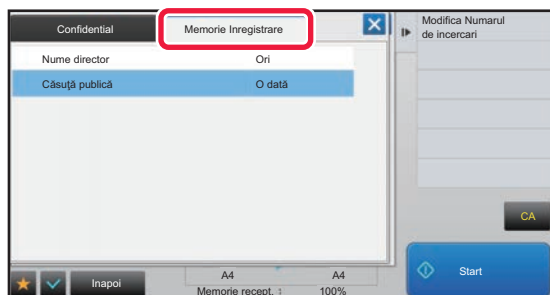 Confidential
Memorie Inregistrare
Modifica Numarul
de incercari
Nume director
Ori
Căsuţă publică
O dată
CA
A4
A4
Inapoi
Memorie recept. :
100%
Start